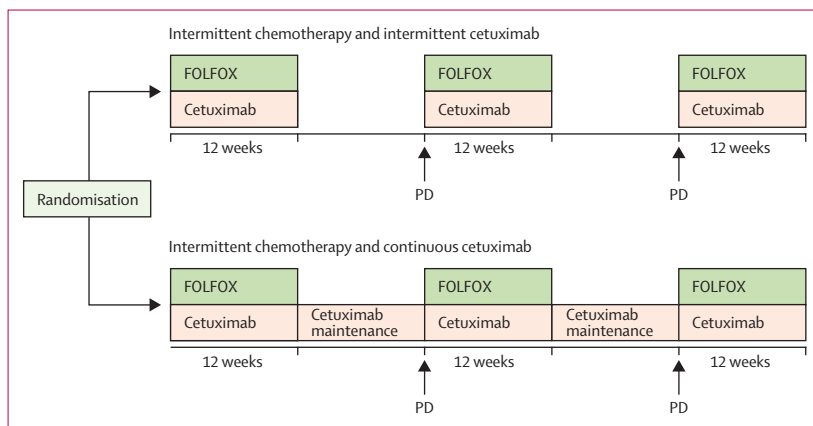 Intermittent chemotherapy and intermittent cetuximab
FOLFOX FOLFOX FOLFOX
Cetuximab Cetuximab Cetuximab
12 weeks 12 weeks 12 weeks
PD PD
Randomisation
Intermittent chemotherapy and continuous cetuximab
FOLFOX FOLFOX FOLFOX
Cetuximab Cetuximab maintenance Cetuximab Cetuximab maintenance Cetuximab
12 weeks 12 weeks 12 weeks
PD PD